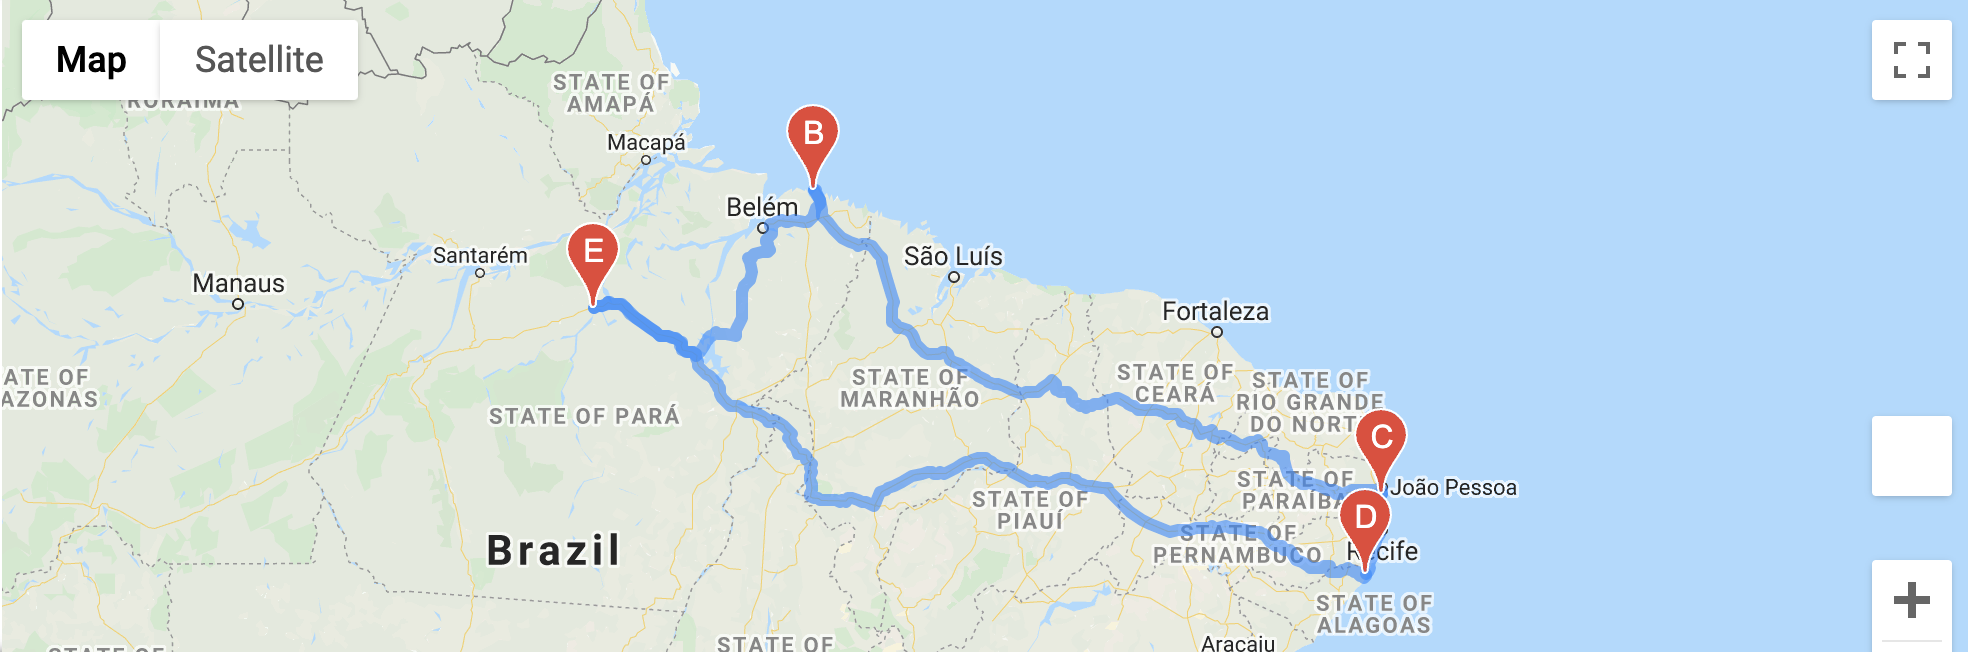 Map
Satellite
RORAIMA
STATE OF
AMAPÁ
Macapá
B
Belém
E
Santarém
São Luís
Manaus
Fortaleza
STATE OF
MARANHÃO
STATE OF
CEARÁ
STATE OF
RIO GRANDE
DO NORT
ATE OF
AZONAS
STATE OF PARÁ
C
STATE OF
PARAÍBA
João Pessoa
STATE OF
PIAUÍ
D
Brazil
STATE OF
PERNAMBUCO
Recife
STATE OF
ALAGOAS
STATE OF
STATE OF
Aracaju
+